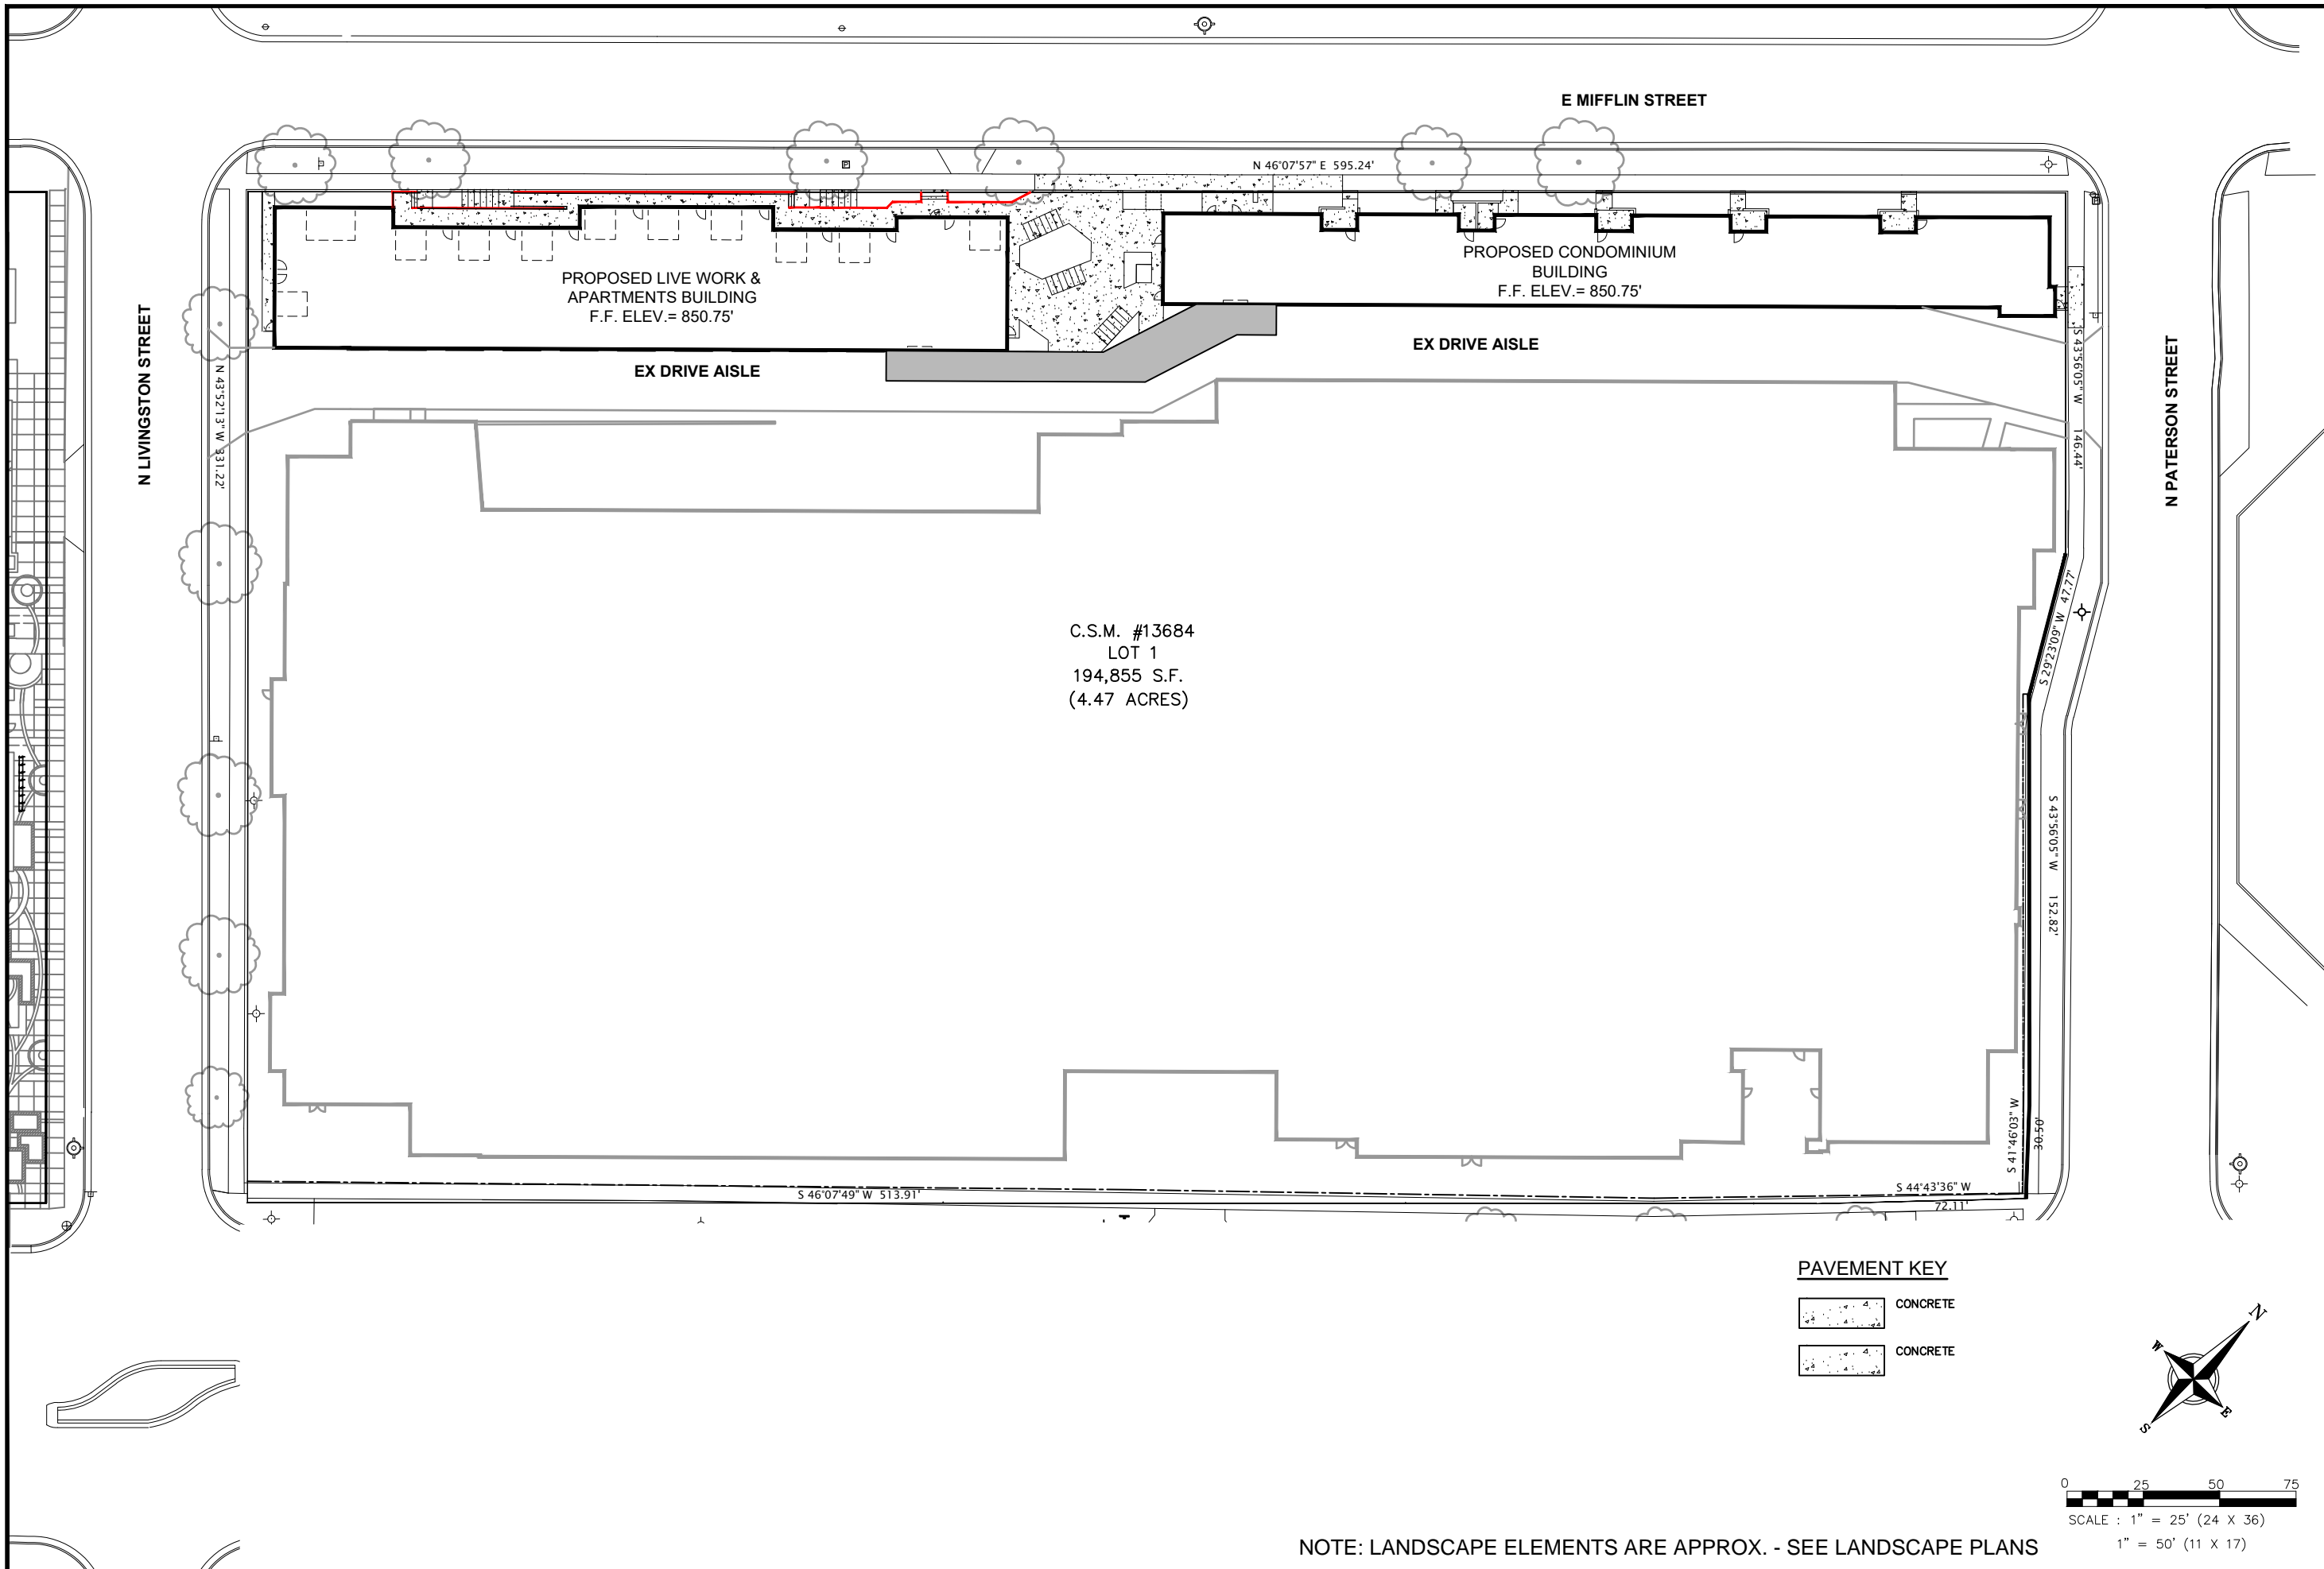 E MIFFLIN STREET
N 46°07'57" E  595.24'
PROPOSED LIVE WORK &
APARTMENTS BUILDING
F.F. ELEV.= 850.75'
PROPOSED CONDOMINIUM
BUILDING
F.F. ELEV.= 850.75'
EX DRIVE AISLE
EX DRIVE AISLE
N LIVINGSTON STREET
N 43°52'13" W  331.22'
S 43°56'05" W  146.44'
N PATERSON STREET
S 29°23'09" W  47.77'
C.S.M. #13684
LOT 1
194,855 S.F.
(4.47 ACRES)
S 43°56'05" W  152.82'
S 41°46'03" W
30.50'
S 46°07'49" W  513.91'
S 44°43'36" W
72.11'
PAVEMENT KEY
CONCRETE
CONCRETE
N
W
E
S
0 25 50 75
SCALE : 1" = 25' (24 X 36)
1" = 50' (11 X 17)
NOTE: LANDSCAPE ELEMENTS ARE APPROX. - SEE LANDSCAPE PLANS